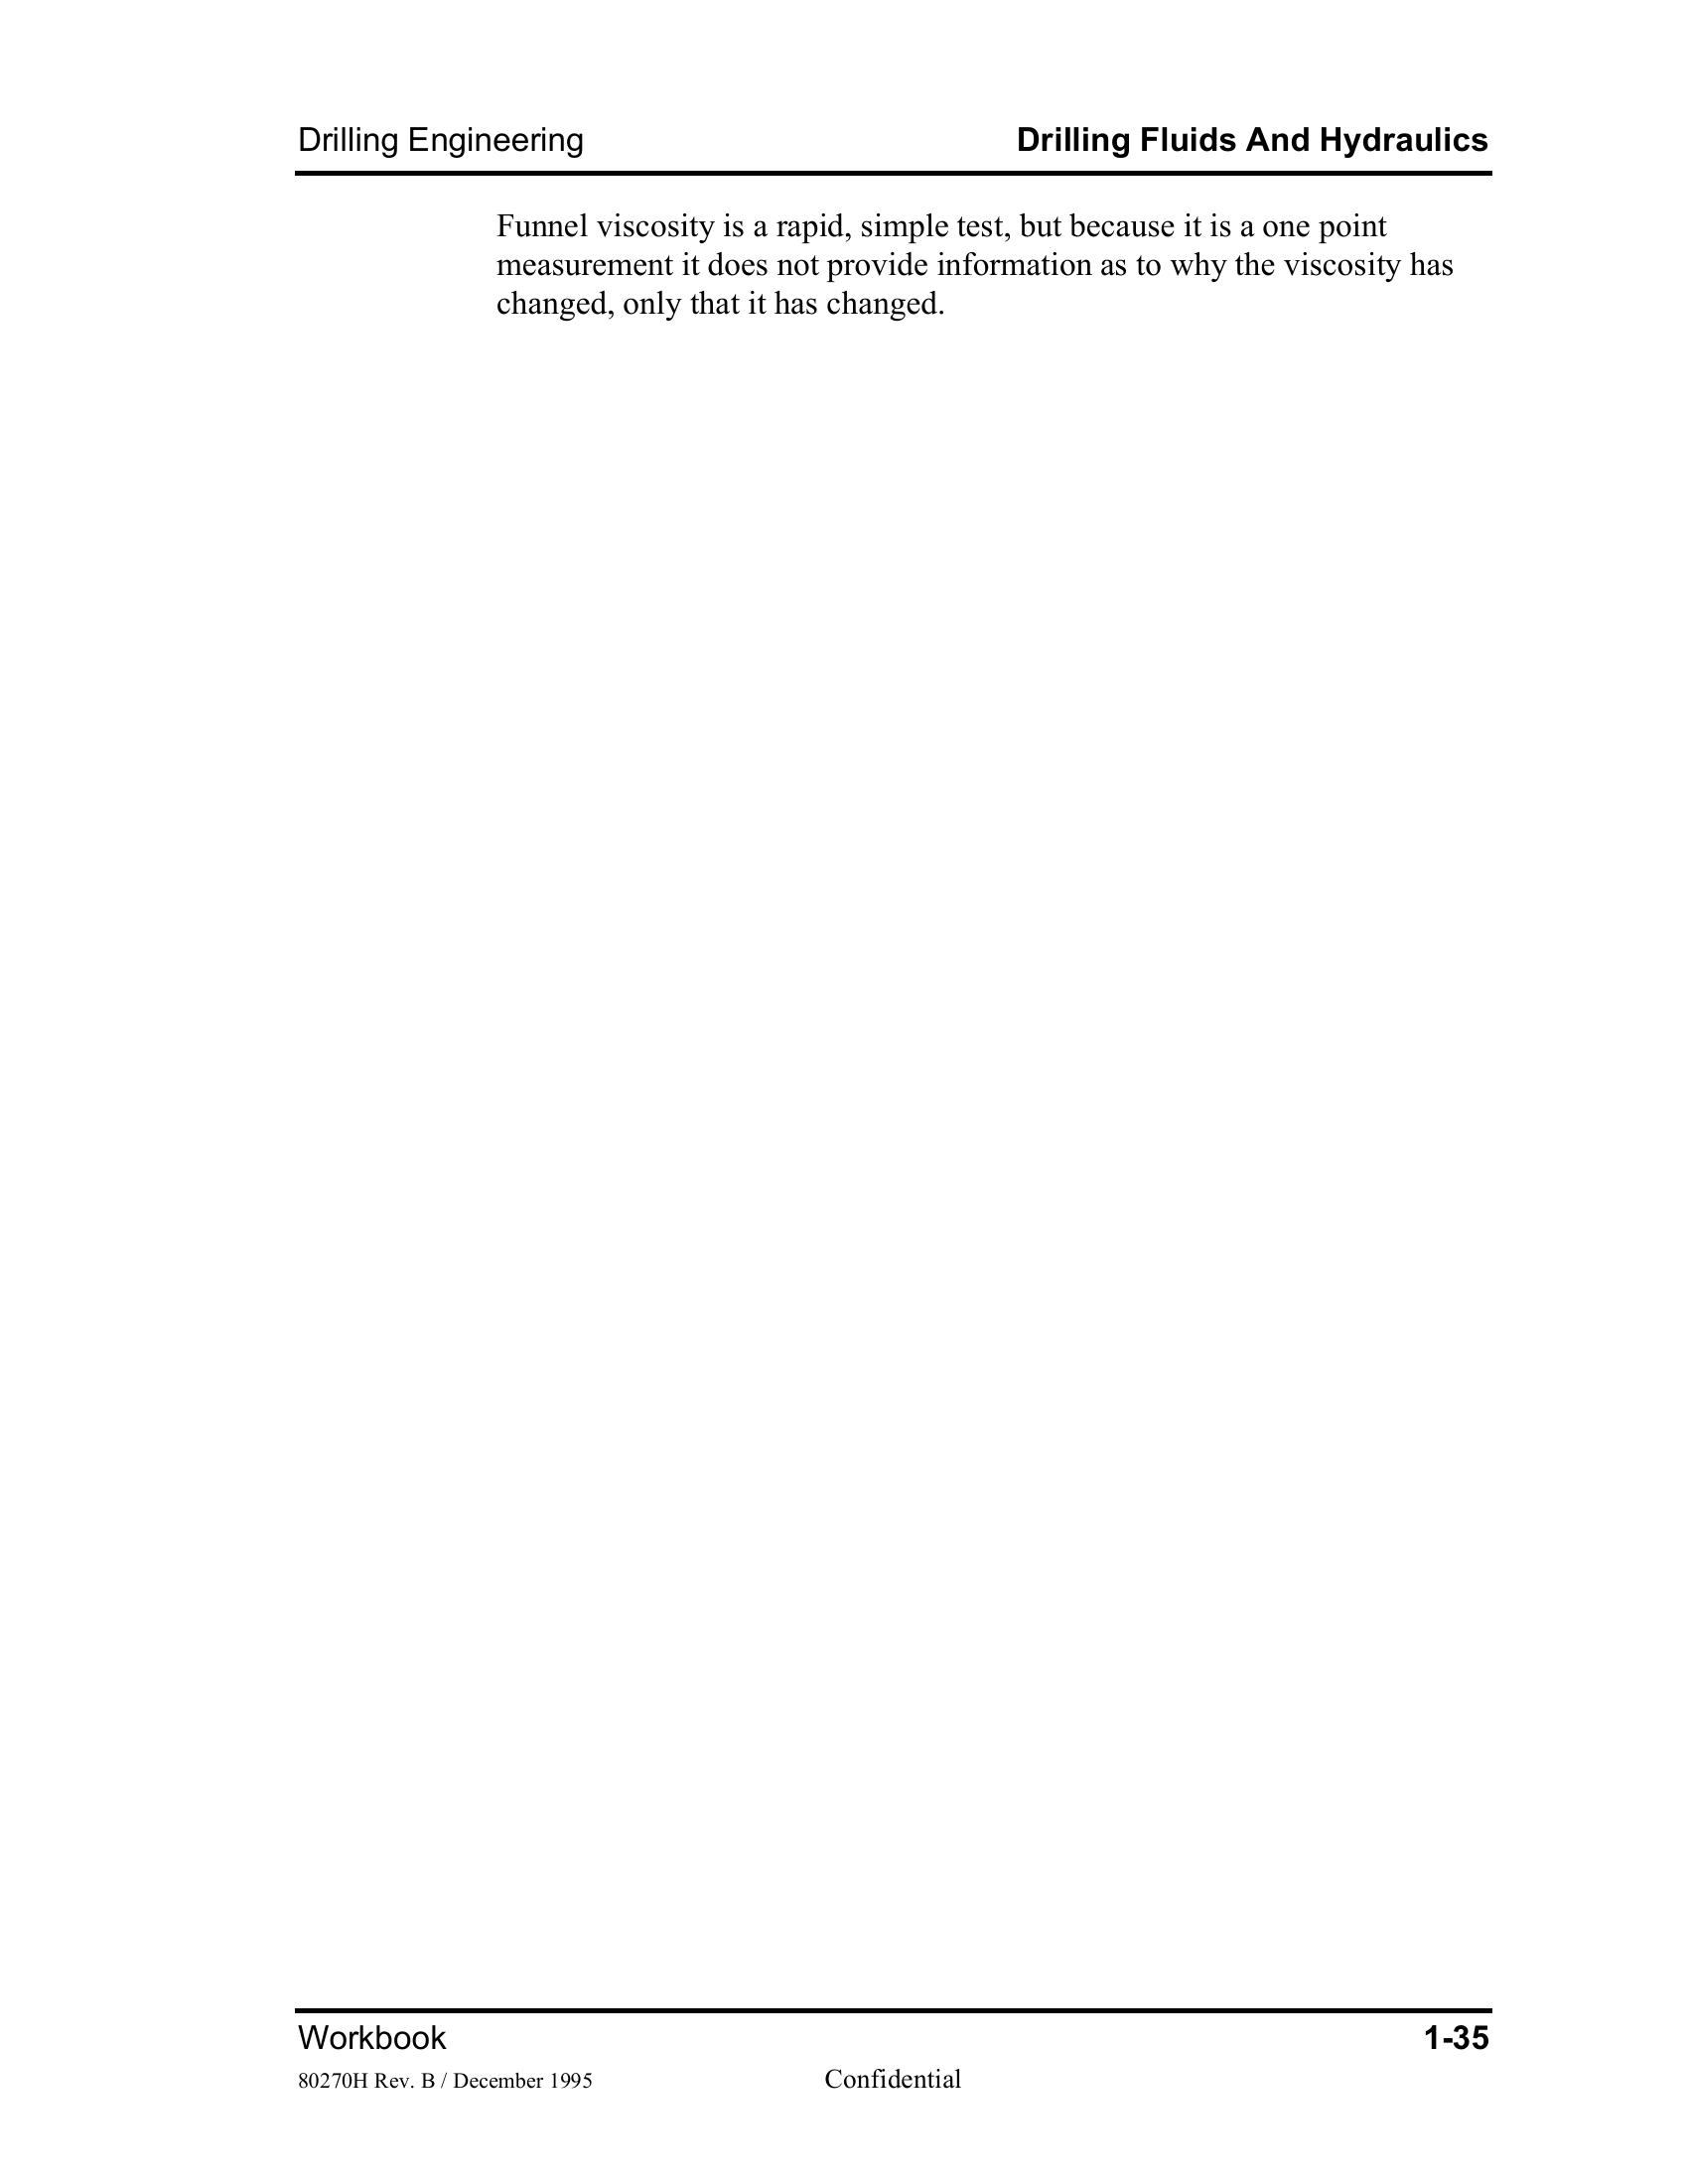 Drilling Engineering
Drilling Fluids And Hydraulics
Funnel viscosity is a rapid, simple test, but because it is a one point
measurement it does not provide information as to why the viscosity has
changed, only that it has changed.
Workbook
1-35
80270H Rev. B / December 1995
Confidential